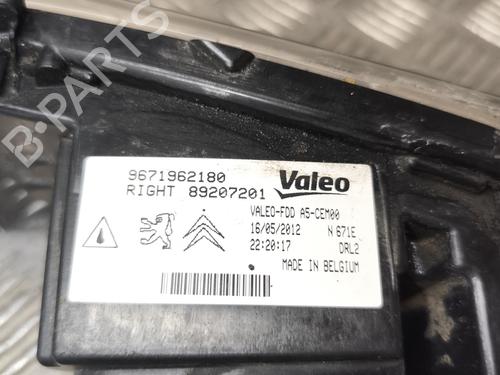 B-PARTS
9671962180
RIGHT 89207201
Valeo
VALEO-FDD A5-CEM00
16/05/2012 N 671E
22:20:17 DRL2
MADE IN BELGIUM